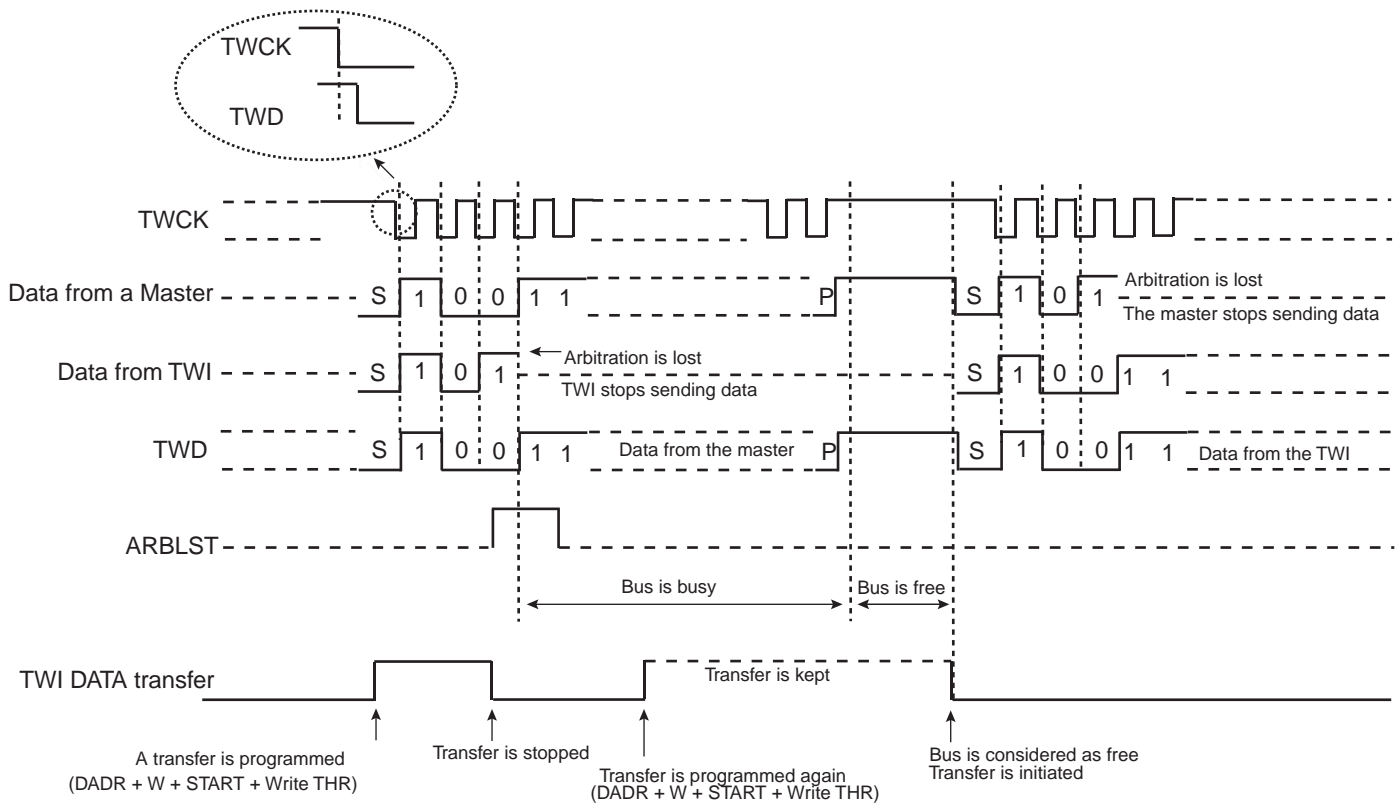 TWCK
TWD
TWCK
Data from a Master S 1 0 0 1 1 P S 1 0 1 Arbitration is lost
The master stops sending data
Data from TWI S 1 0 1 Arbitration is lost S 1 0 0 1 1
TWI stops sending data
TWD S 1 0 0 1 1 Data from the master P S 1 0 0 1 1 Data from the TWI
ARBLST
Bus is busy Bus is free
TWI DATA transfer Transfer is kept
A transfer is programmed
(DADR + W + START + Write THR)
Transfer is stopped
Transfer is programmed again
(DADR + W + START + Write THR)
Bus is considered as free
Transfer is initiated